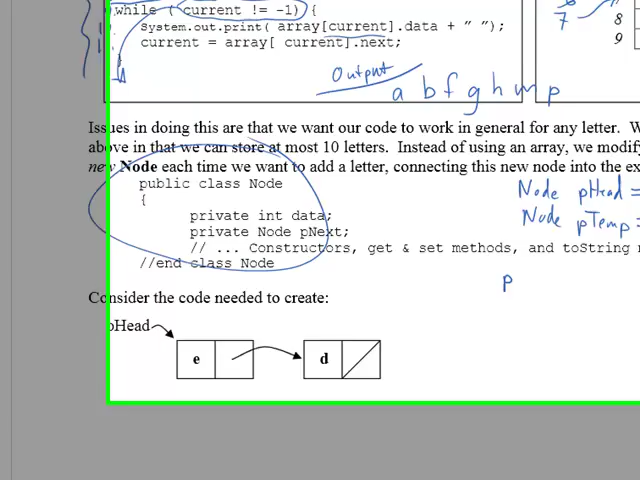 while ( current != -1) {
system.out.print( array[current].data + " ");
current = array[ current].next;
}
7
8
9
Output
a b f g h m p
Issues in doing this are that we want our code to work in general for any letter. W
above in that we can store at most 10 letters. Instead of using an array, we modify
new Node each time we want to add a letter, connecting this new node into the ex
public class Node
{
private int data;
private Node pNext;
// ... Constructors, get & set methods, and toString
//end class Node
Node pHead =
Node pTemp =
p
Consider the code needed to create:
pHead
e
d